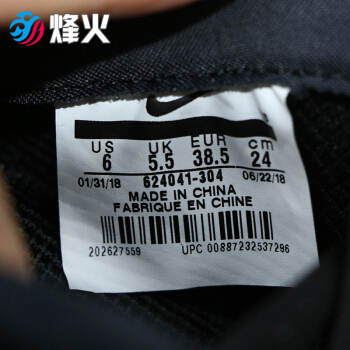 烽火
US UK EUR cm
6 5.5 38.5 24
01/31/18 624041-304 06/22/18
MADE IN CHINA
FABRIQUE EN CHINE
202627559 UPC 00887232537296